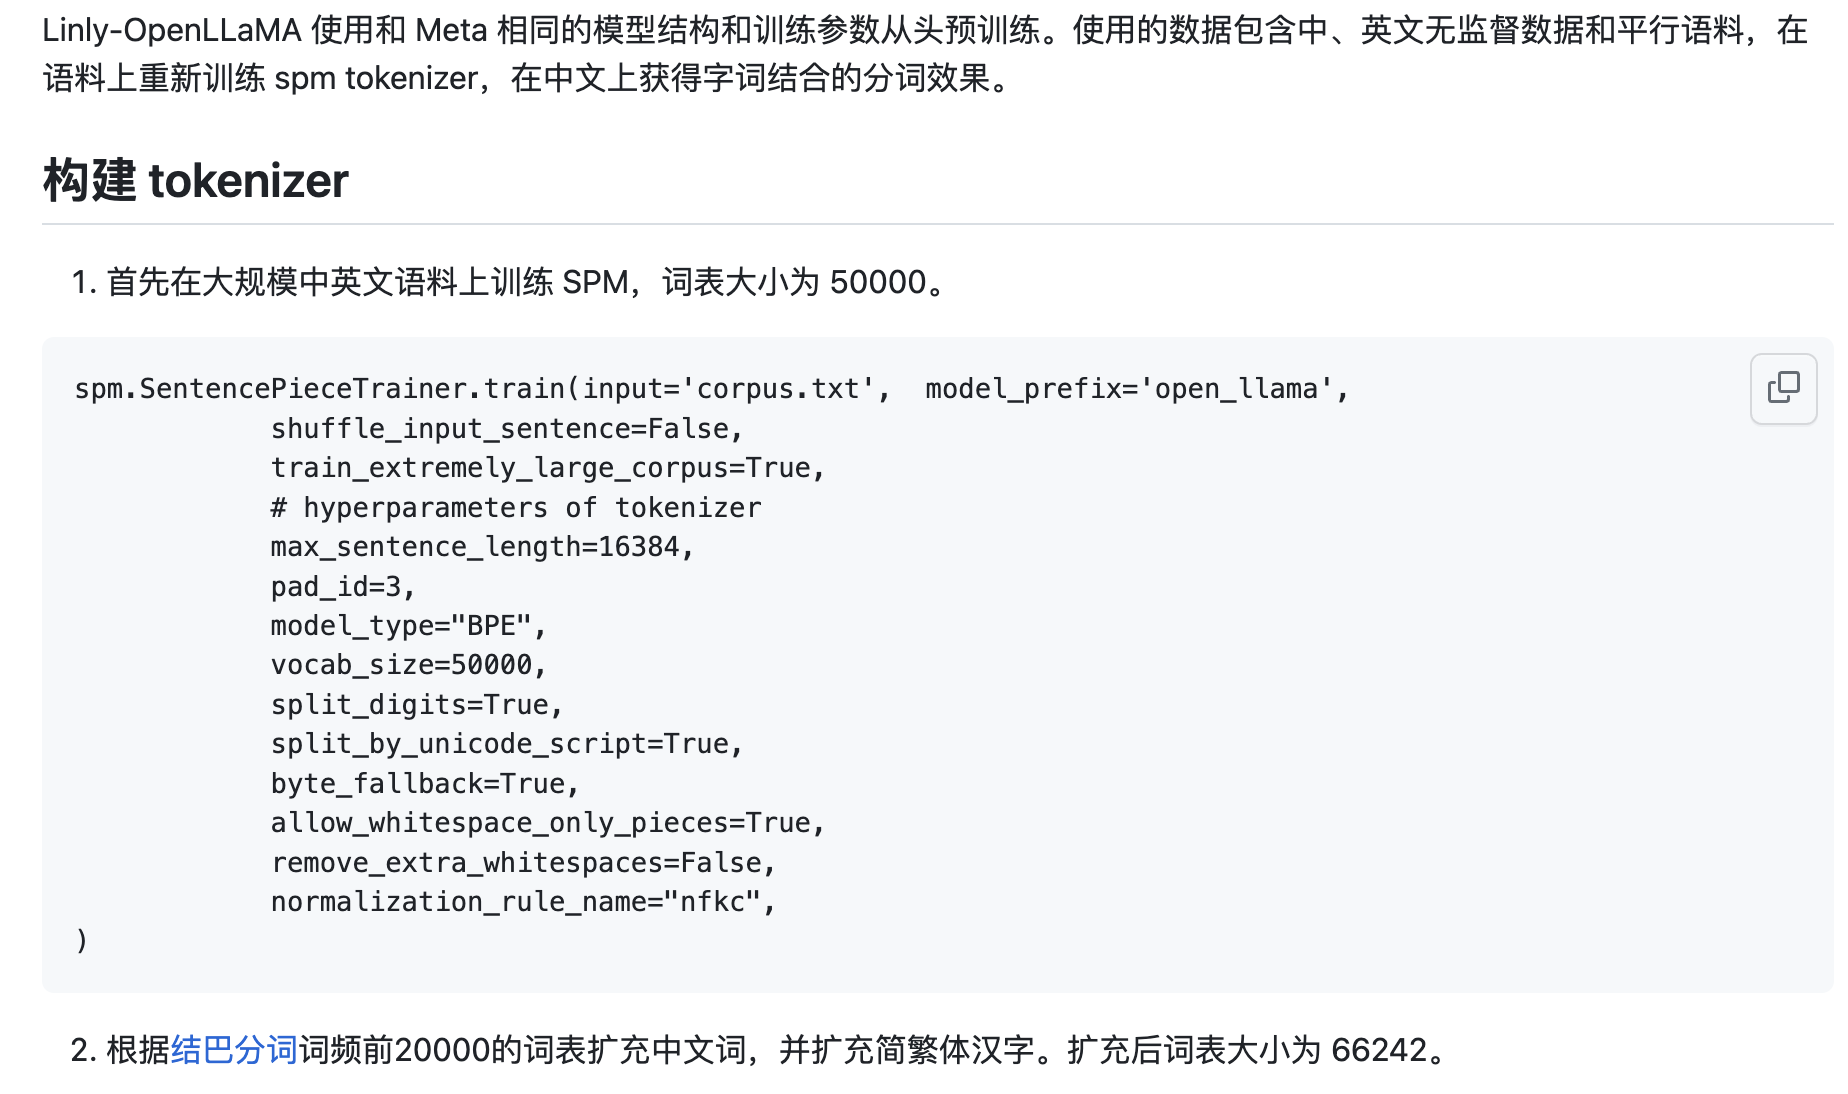 Linly-OpenLLaMA 使用和 Meta 相同的模型结构和训练参数从头预训练。使用的数据包含中、英文无监督数据和平行语料，在
语料上重新训练 spm tokenizer，在中文上获得字词结合的分词效果。
构建 tokenizer
1. 首先在大规模中英文语料上训练 SPM，词表大小为 50000。
spm.SentencePieceTrainer.train(input='corpus.txt',  model_prefix='open_llama',
            shuffle_input_sentence=False,
            train_extremely_large_corpus=True,
            # hyperparameters of tokenizer
            max_sentence_length=16384,
            pad_id=3,
            model_type="BPE",
            vocab_size=50000,
            split_digits=True,
            split_by_unicode_script=True,
            byte_fallback=True,
            allow_whitespace_only_pieces=True,
            remove_extra_whitespaces=False,
            normalization_rule_name="nfkc",
)
2. 根据结巴分词词频前20000的词表扩充中文词，并扩充简繁体汉字。扩充后词表大小为 66242。